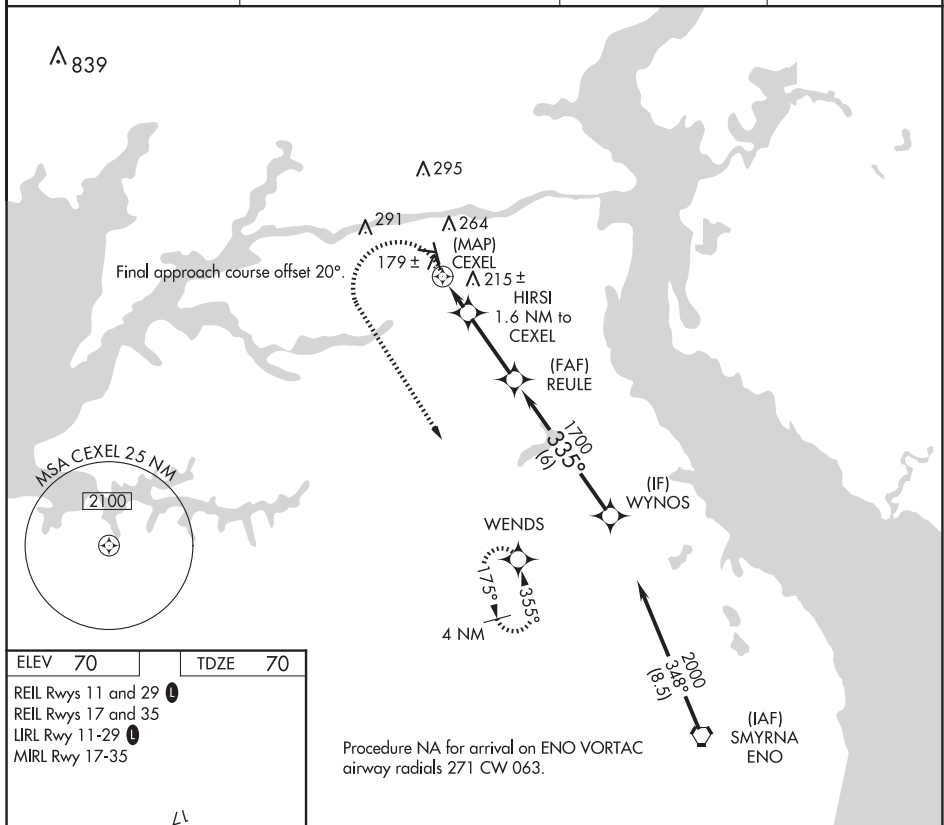 839
295
291
264
(MAP)
CEXEL
179 ±
215 ±
Final approach course offset 20°.
HIRSI
1.6 NM to
CEXEL
(FAF)
REULE
1700
335°
(6)
(IF)
WYNOS
MSA CEXEL 25 NM
2100
WENDS
175°
355°
4 NM
2000
348°
(8.5)
(IAF)
SMYRNA
ENO
Procedure NA for arrival on ENO VORTAC
airway radials 271 CW 063.
ELEV 70
TDZE 70
REIL Rwys 11 and 29 L
REIL Rwys 17 and 35
LIRL Rwy 11-29 L
MIRL Rwy 17-35
17